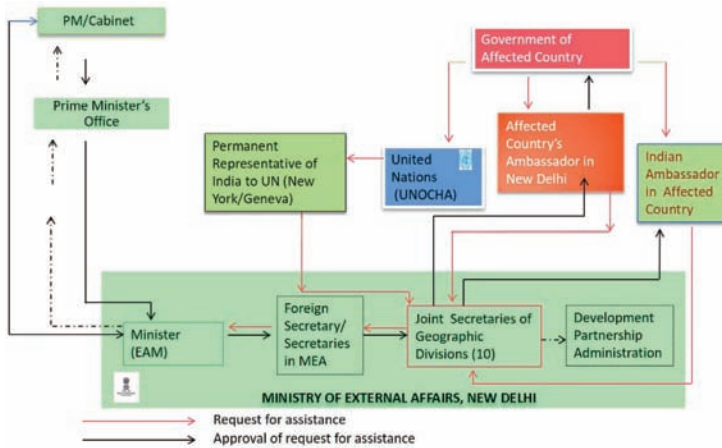 PM/Cabinet
Government of
Affected Country
Prime Minister's
Office
Permanent
Representative of
India to UN (New
York/Geneva)
United
Nations
(UNOCHA)
Affected
Country's
Ambassador in
New Delhi
Indian
Ambassador
in Affected
Country
Minister
(EAM)
Foreign
Secretary/
Secretaries
in MEA
Joint Secretaries of
Geographic
Divisions (10)
Development
Partnership
Administration
MINISTRY OF EXTERNAL AFFAIRS, NEW DELHI
Request for assistance
Approval of request for assistance